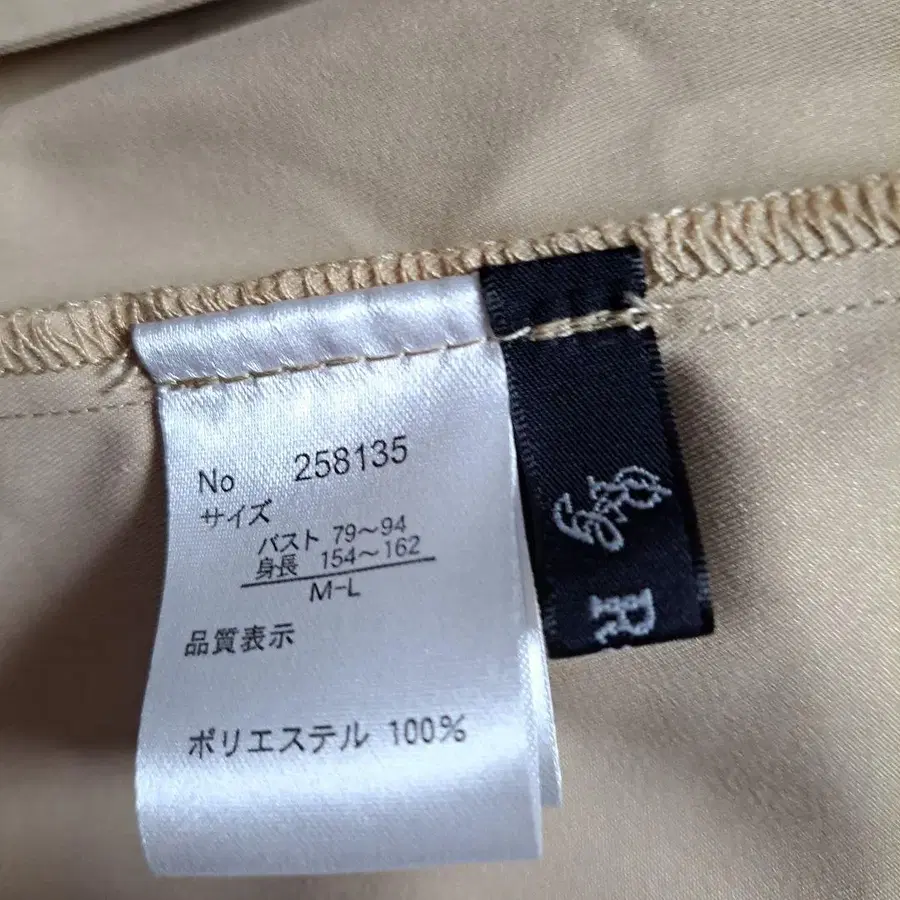 No 258135
サイズ
バスト 79～94
身長 154～162
M-L
品質表示
ポリエステル 100%
R